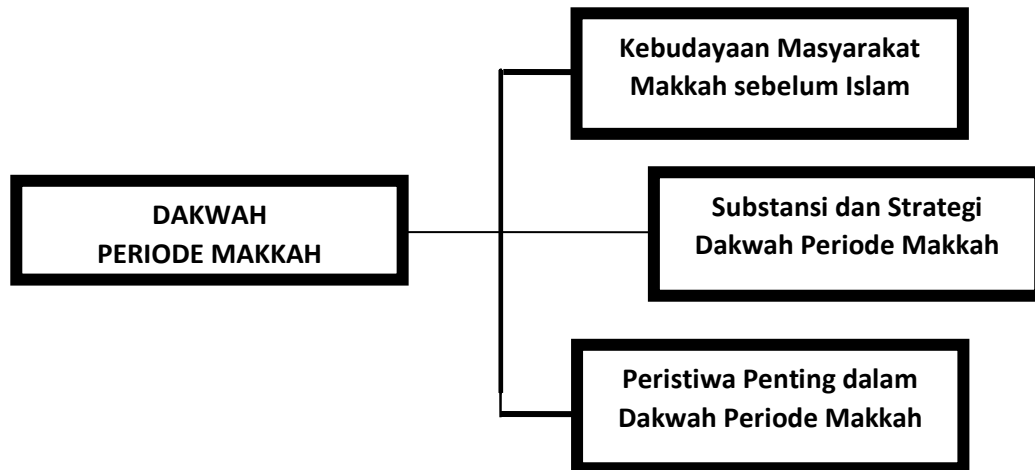 Kebudayaan Masyarakat
Makkah sebelum Islam
DAKWAH
PERIODE MAKKAH
Substansi dan Strategi
Dakwah Periode Makkah
Peristiwa Penting dalam
Dakwah Periode Makkah